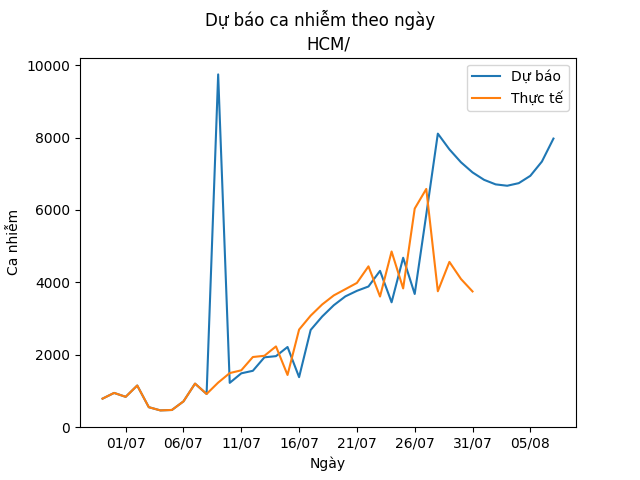 Dự báo ca nhiễm theo ngày
HCM/
Dự báo
Thực tế
Ca nhiễm
10000
8000
6000
4000
2000
0
01/07 06/07 11/07 16/07 21/07 26/07 31/07 05/08
Ngày